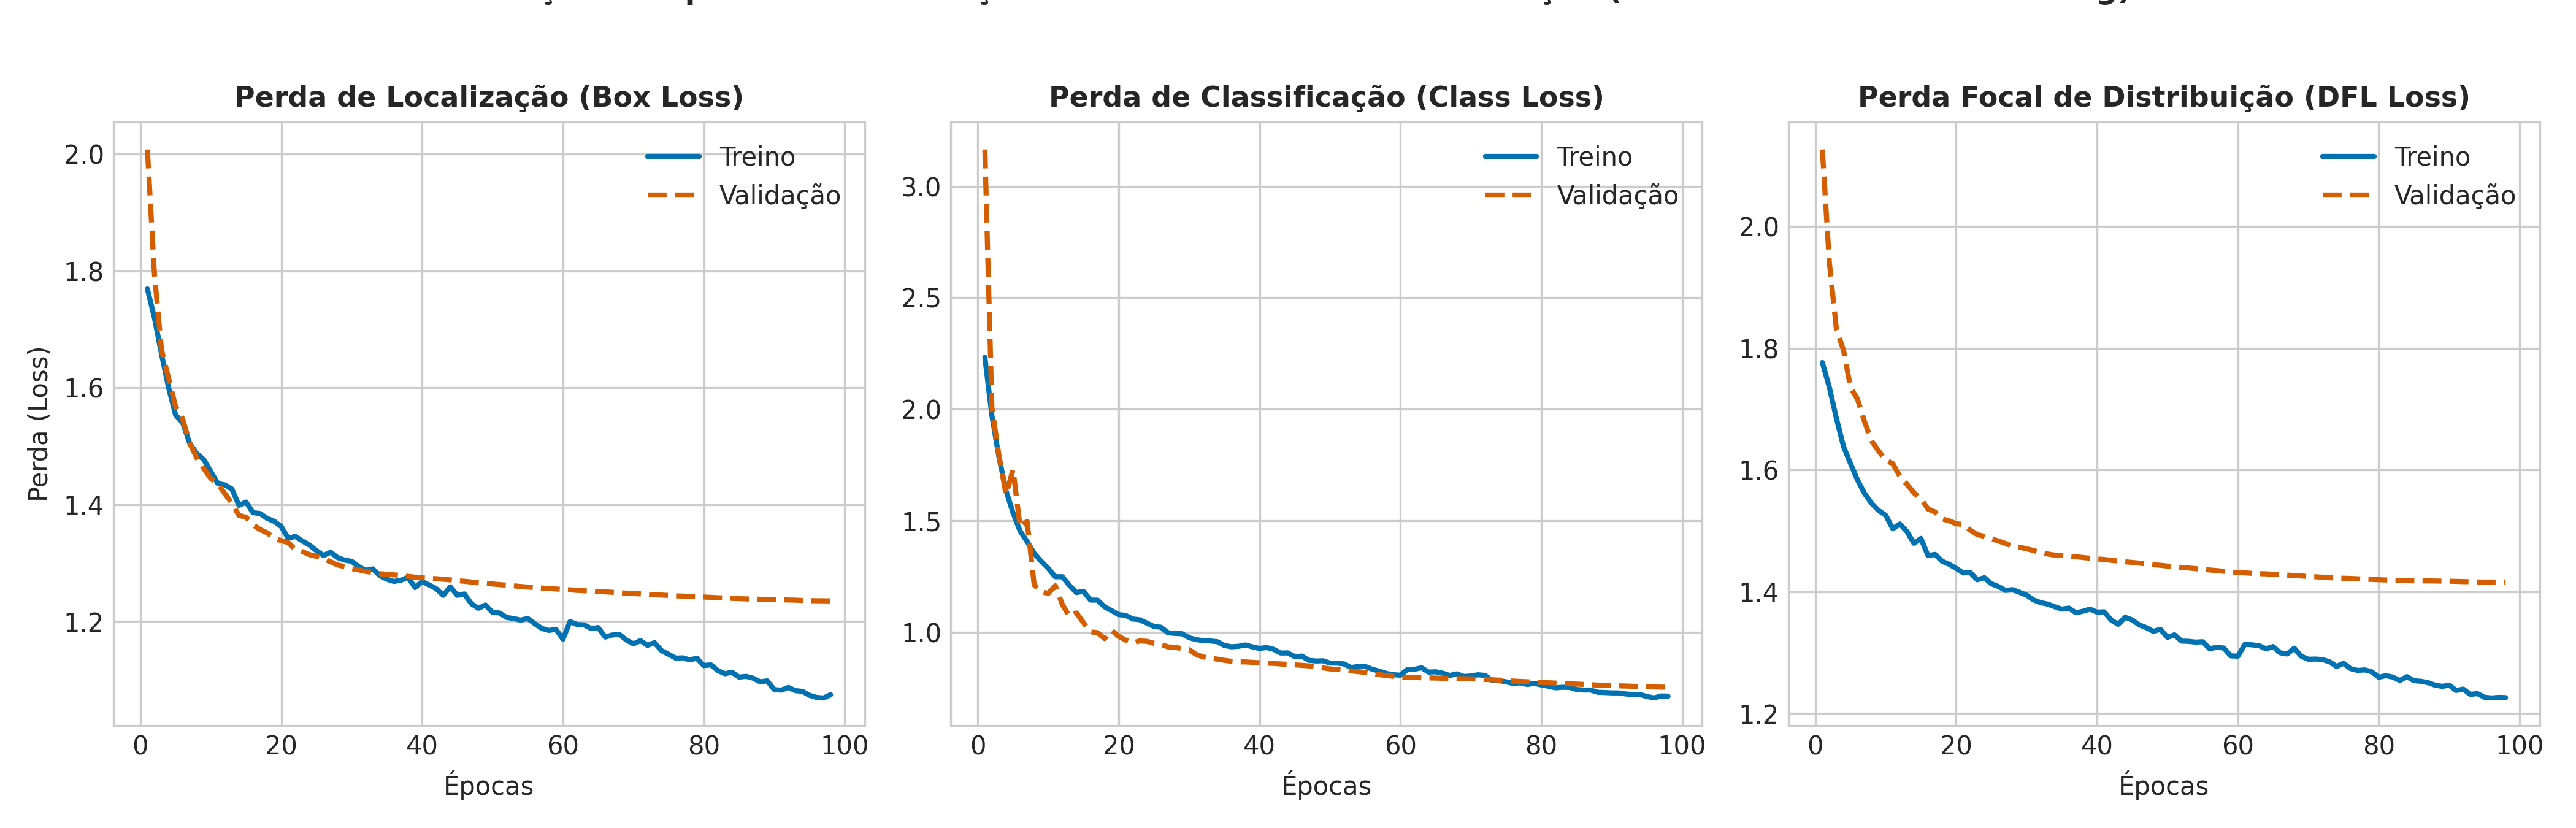 Perda de Localização (Box Loss)
2.0
1.8
1.6
1.4
1.2
Perda (Loss)
0 20 40 60 80 100
Épocas
Treino
Validação
Perda de Classificação (Class Loss)
3.0
2.5
2.0
1.5
1.0
0 20 40 60 80 100
Épocas
Treino
Validação
Perda Focal de Distribuição (DFL Loss)
2.0
1.8
1.6
1.4
1.2
0 20 40 60 80 100
Épocas
Treino
Validação